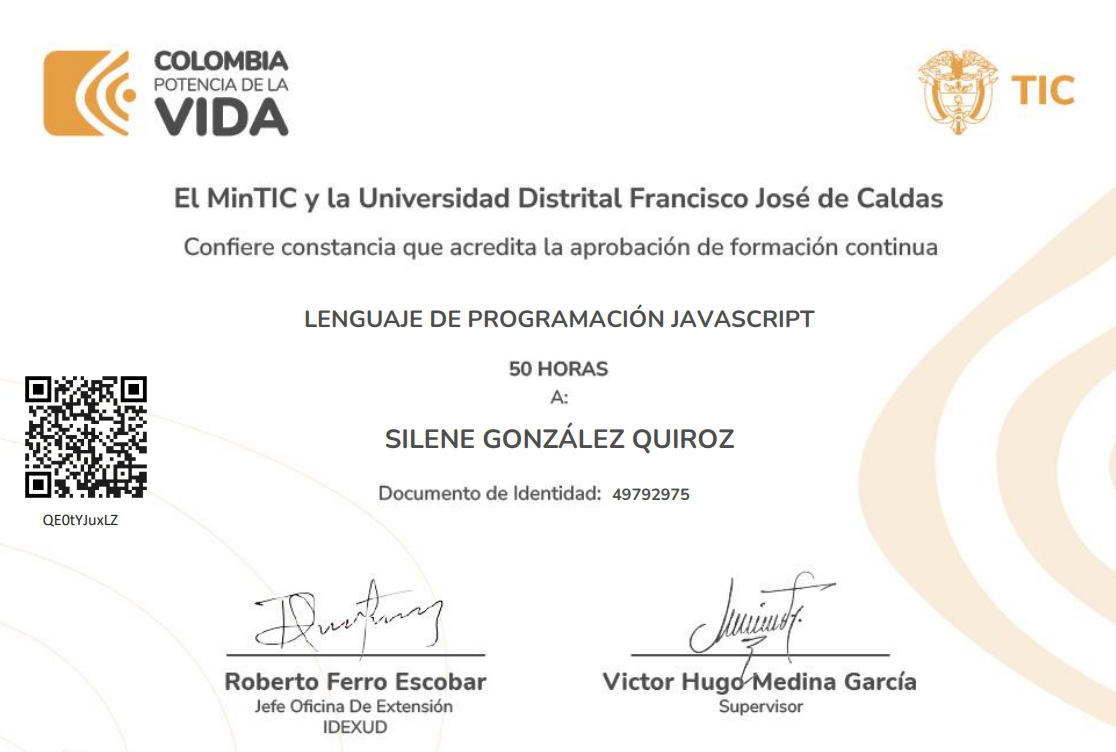 COLOMBIA
POTENCIA DE LA
VIDA
TIC
El MinTIC y la Universidad Distrital Francisco José de Caldas
Confiere constancia que acredita la aprobación de formación continua
LENGUAJE DE PROGRAMACIÓN JAVASCRIPT
50 HORAS
A:
SILENE GONZÁLEZ QUIROZ
Documento de Identidad: 49792975
QE0tYJuxLZ
Roberto Ferro Escobar
Jefe Oficina De Extensión
IDEXUD
Victor Hugo Medina García
Supervisor